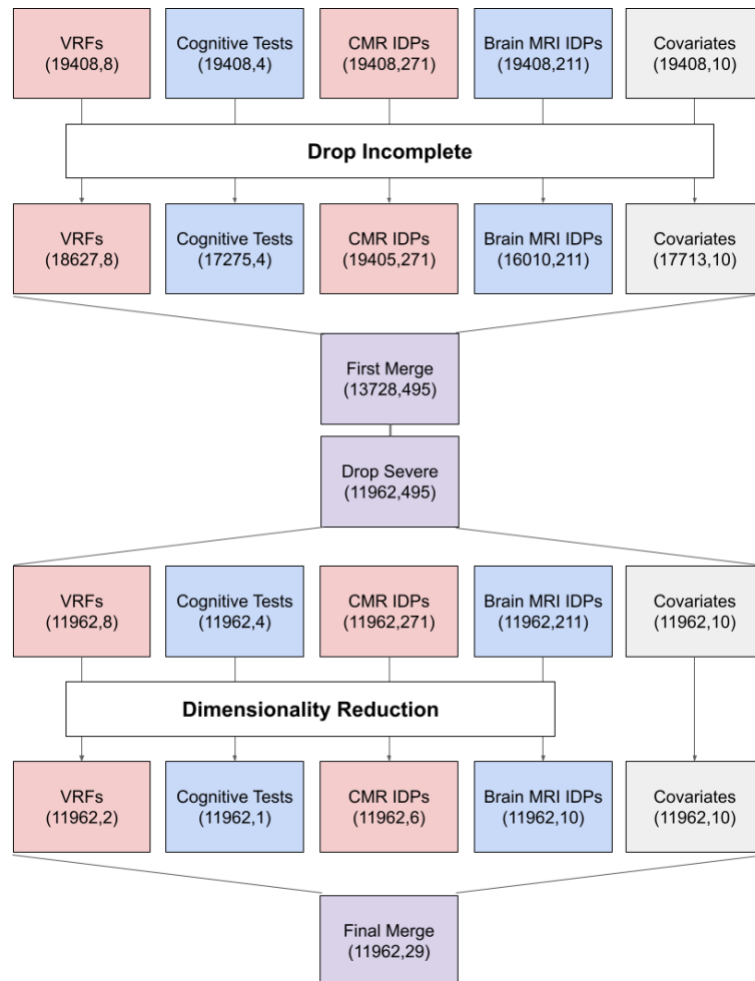 VRFs
(19408,8)
Cognitive Tests
(19408,4)
CMR IDPs
(19408,271)
Brain MRI IDPs
(19408,211)
Covariates
(19408,10)
Drop Incomplete
VRFs
(18627,8)
Cognitive Tests
(17275,4)
CMR IDPs
(19405,271)
Brain MRI IDPs
(16010,211)
Covariates
(17713,10)
First Merge
(13728,495)
Drop Severe
(11962,495)
VRFs
(11962,8)
Cognitive Tests
(11962,4)
CMR IDPs
(11962,271)
Brain MRI IDPs
(11962,211)
Covariates
(11962,10)
Dimensionality Reduction
VRFs
(11962,2)
Cognitive Tests
(11962,1)
CMR IDPs
(11962,6)
Brain MRI IDPs
(11962,10)
Covariates
(11962,10)
Final Merge
(11962,29)